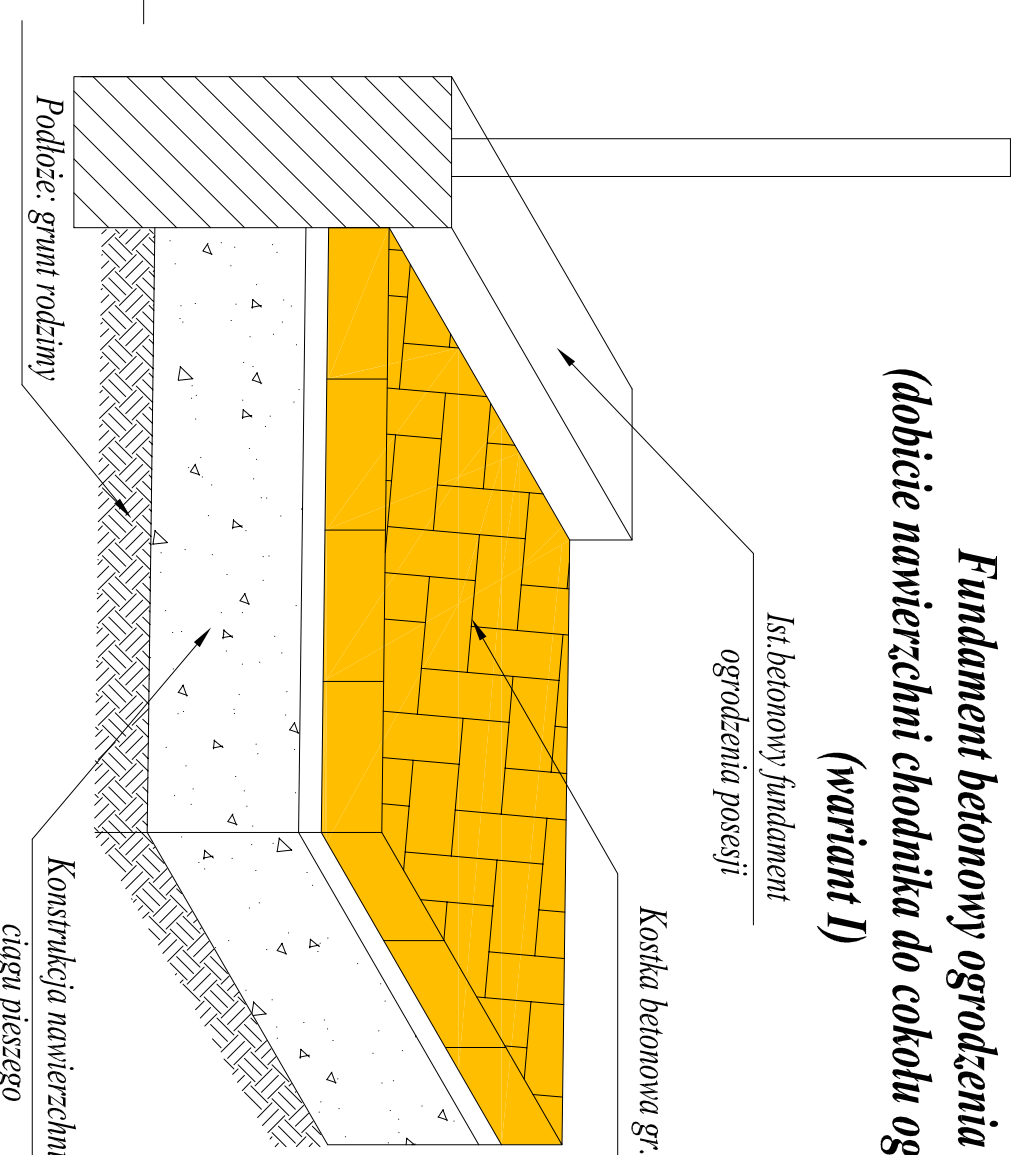 Fundament betonowy ogrodzenia
(dobicie nawierzchni chodnika do cokołu og
(wariant I)
Ist.betonowy fundament
ogrodzenia posesji
Kostka betonowa gr.
Podłoże: grunt rodzimy
Konstrukcja nawierzchni
ciągu pieszego